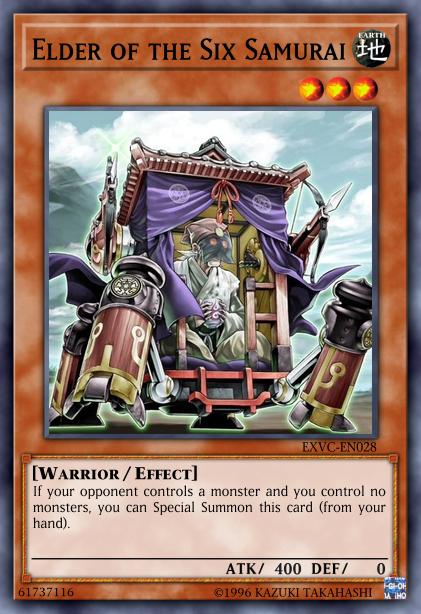 Elder of the Six Samurai
EARTH
地
EXVC-EN028
[Warrior / Effect]
If your opponent controls a monster and you control no
monsters, you can Special Summon this card (from your
hand).
ATK/ 400 DEF/ 0
61737116
©1996 KAZUKI TAKAHASHI